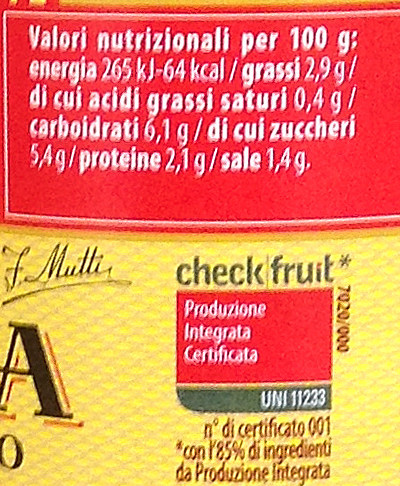 Valori nutrizionali per 100 g:
energia 265 kJ-64 kcal / grassi 2,9 g /
di cui acidi grassi saturi 0,4 g /
carboidrati 6,1 g / di cui zuccheri
5,4 g / proteine 2,1 g / sale 1,4 g.
F. Mutti
check|fruit*
7020/000
Produzione
Integrata
Certificata
UNI 11233
A
O
n° di certificato 001
*con l'85% di ingredienti
da Produzione Integrata